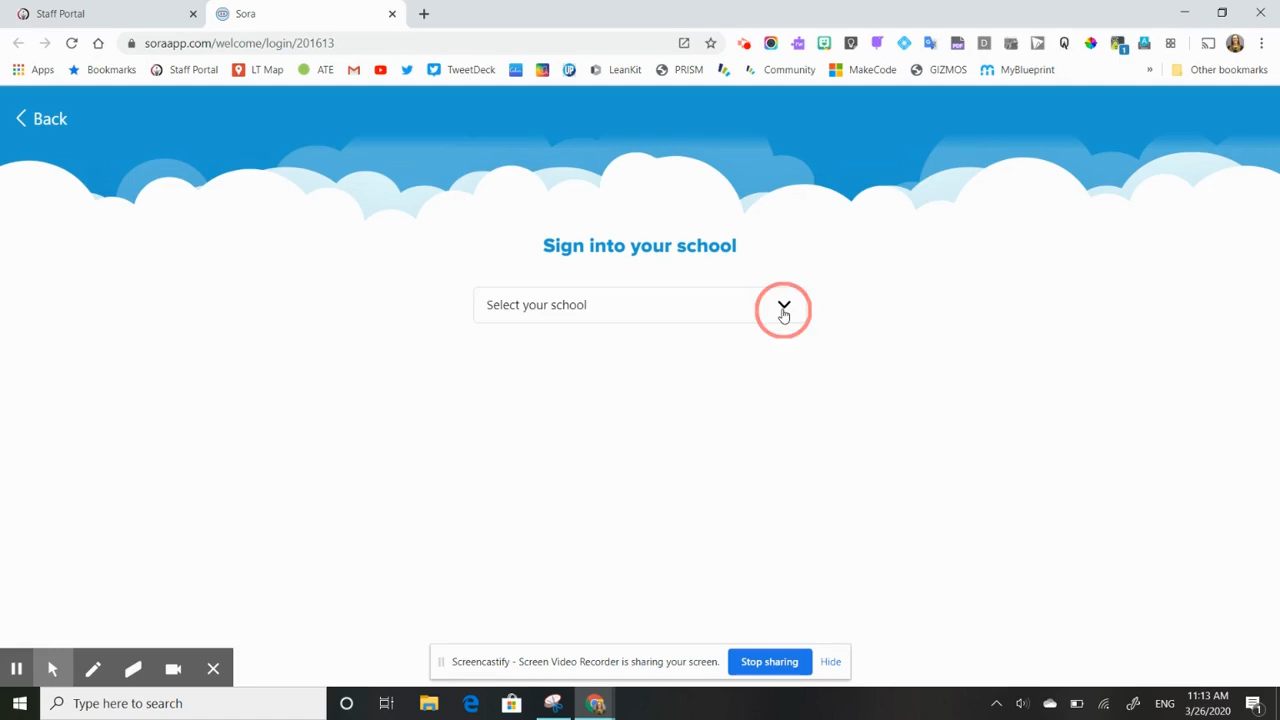 Staff Portal
Sora
soraapp.com/welcome/login/201613
Apps
Bookmarks
Staff Portal
LT Map
ATE
TweetDeck
UP
LeanKit
PRISM
Community
MakeCode
GIZMOS
MyBlueprint
»
Other bookmarks
Back
Sign into your school
Select your school
Screencastify - Screen Video Recorder is sharing your screen.
Stop sharing
Hide
Type here to search
ENG
11:13 AM
3/26/2020